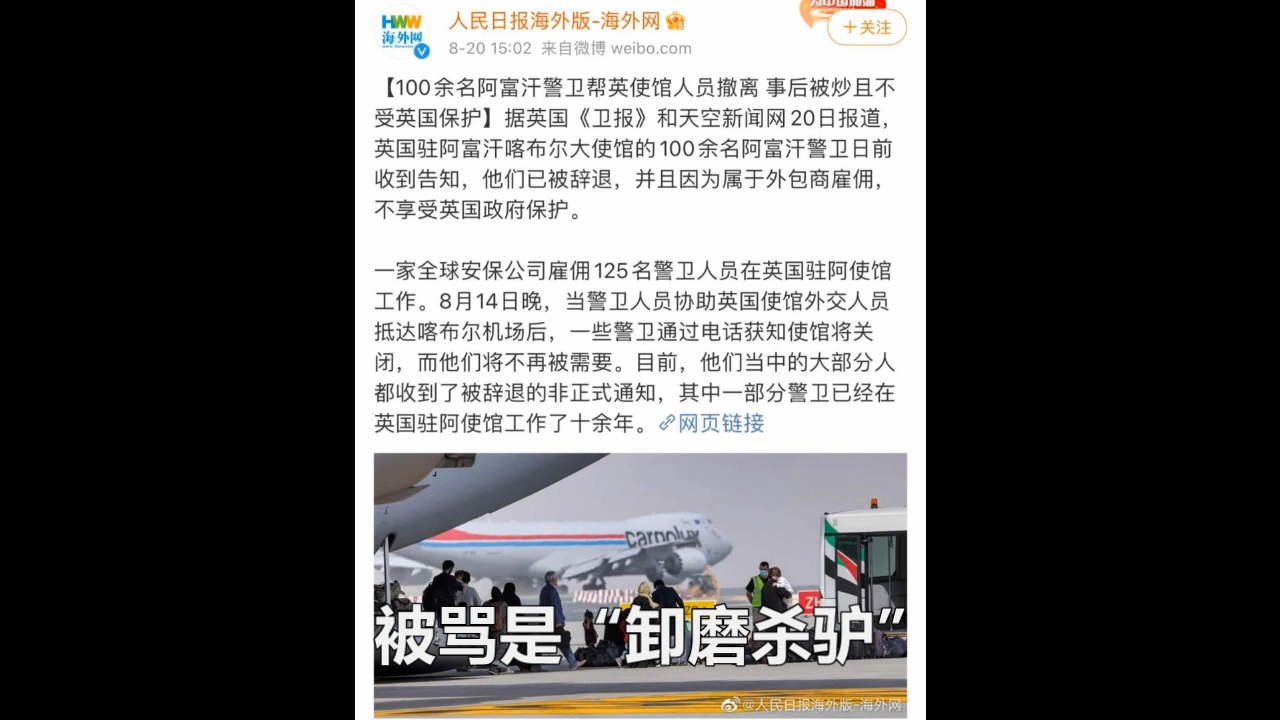 HWW
海外网
人民日报海外版-海外网
8-20 15:02 来自微博 weibo.com
+关注
【100余名阿富汗警卫帮英使馆人员撤离 事后被炒且不
受英国保护】据英国《卫报》和天空新闻网20日报道，
英国驻阿富汗喀布尔大使馆的100余名阿富汗警卫日前
收到告知，他们已被辞退，并且因为属于外包商雇佣，
不享受英国政府保护。
一家全球安保公司雇佣125名警卫人员在英国驻阿使馆
工作。8月14日晚，当警卫人员协助英国使馆外交人员
抵达喀布尔机场后，一些警卫通过电话获知使馆将关
闭，而他们将不再被需要。目前，他们当中的大部分人
都收到了被辞退的非正式通知，其中一部分警卫已经在
英国驻阿使馆工作了十余年。网页链接
cargolux
ZH
被骂是“卸磨杀驴”
@人民日报海外版-海外网